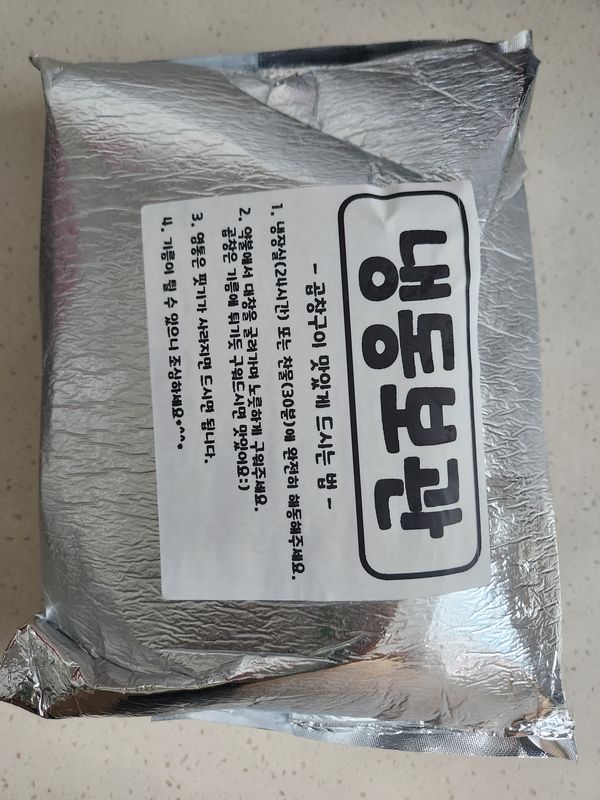 냉동보관
- 곱창구이 맛있게 드시는 법 -
1. 냉장실(24시간) 또는 찬물(30분)에 완전히 해동해주세요.
2. 약불에서 대창을 굴려가며 노릇하게 구워주세요.
곱창은 기름에 튀기듯 구워드시면 맛있어요:)
3. 염통은 핏기가 사라지면 드시면 됩니다.
4. 기름이 튈 수 있으니 조심하세요*^^*